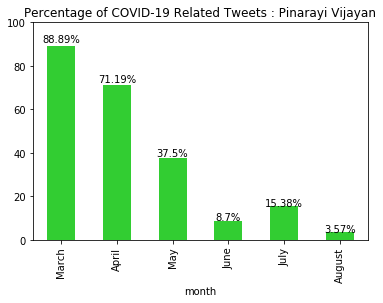 Percentage of COVID-19 Related Tweets : Pinarayi Vijayan
100
80
60
40
20
0
88.89%
71.19%
37.5%
8.7%
15.38%
3.57%
March
April
May
June
July
August
month